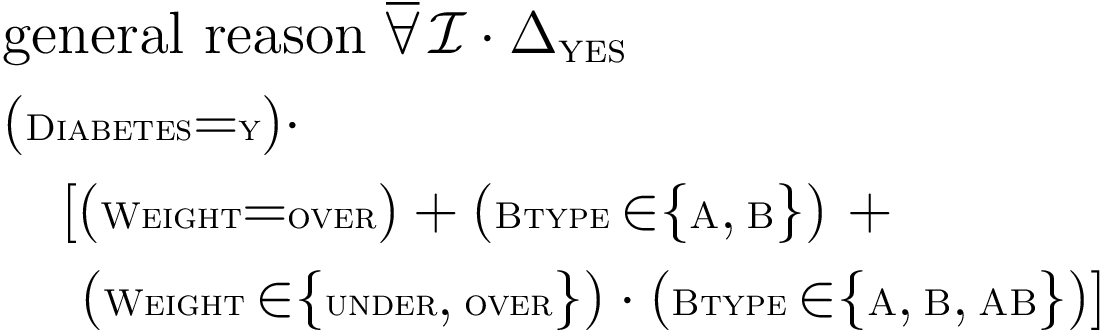 general reason ∀̅ ℐ · Δ_YES
(DIABETES=Y)·
[(WEIGHT=OVER) + (BTYPE ∈{A, B}) +
(WEIGHT ∈{UNDER, OVER}) · (BTYPE ∈{A, B, AB})]